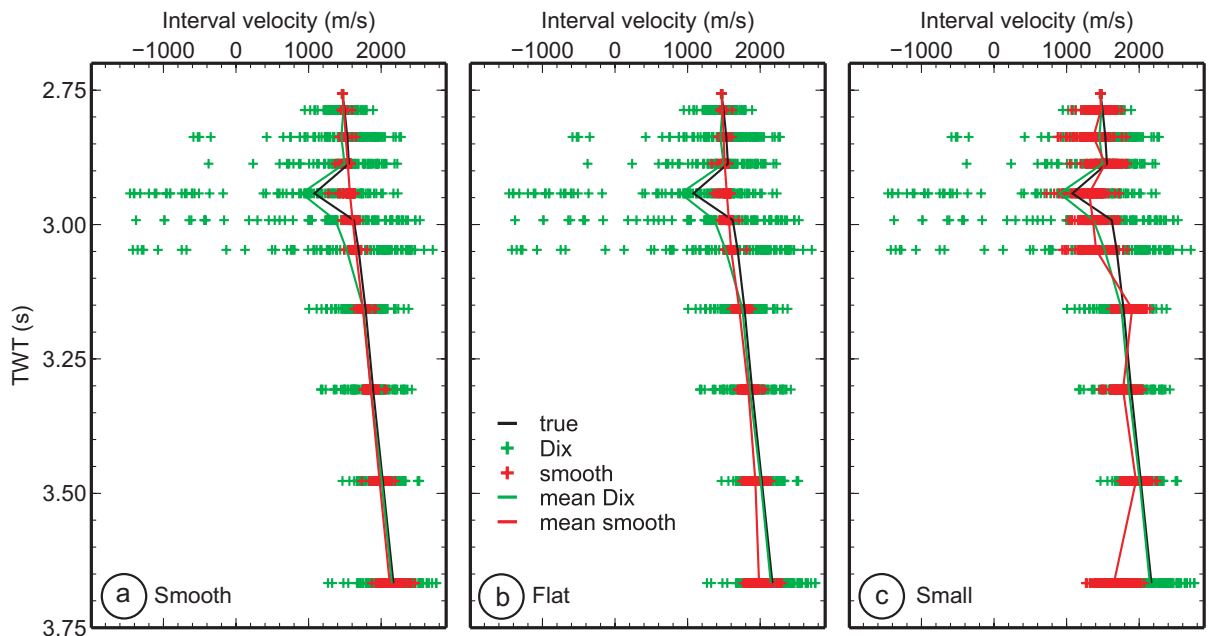 Interval velocity (m/s) Interval velocity (m/s) Interval velocity (m/s)
−1000 0 1000 2000 −1000 0 1000 2000 −1000 0 1000 2000
2.75
3.00
3.25
3.50
3.75
TWT (s)
true
Dix
smooth
mean Dix
mean smooth
a Smooth
b Flat
c Small